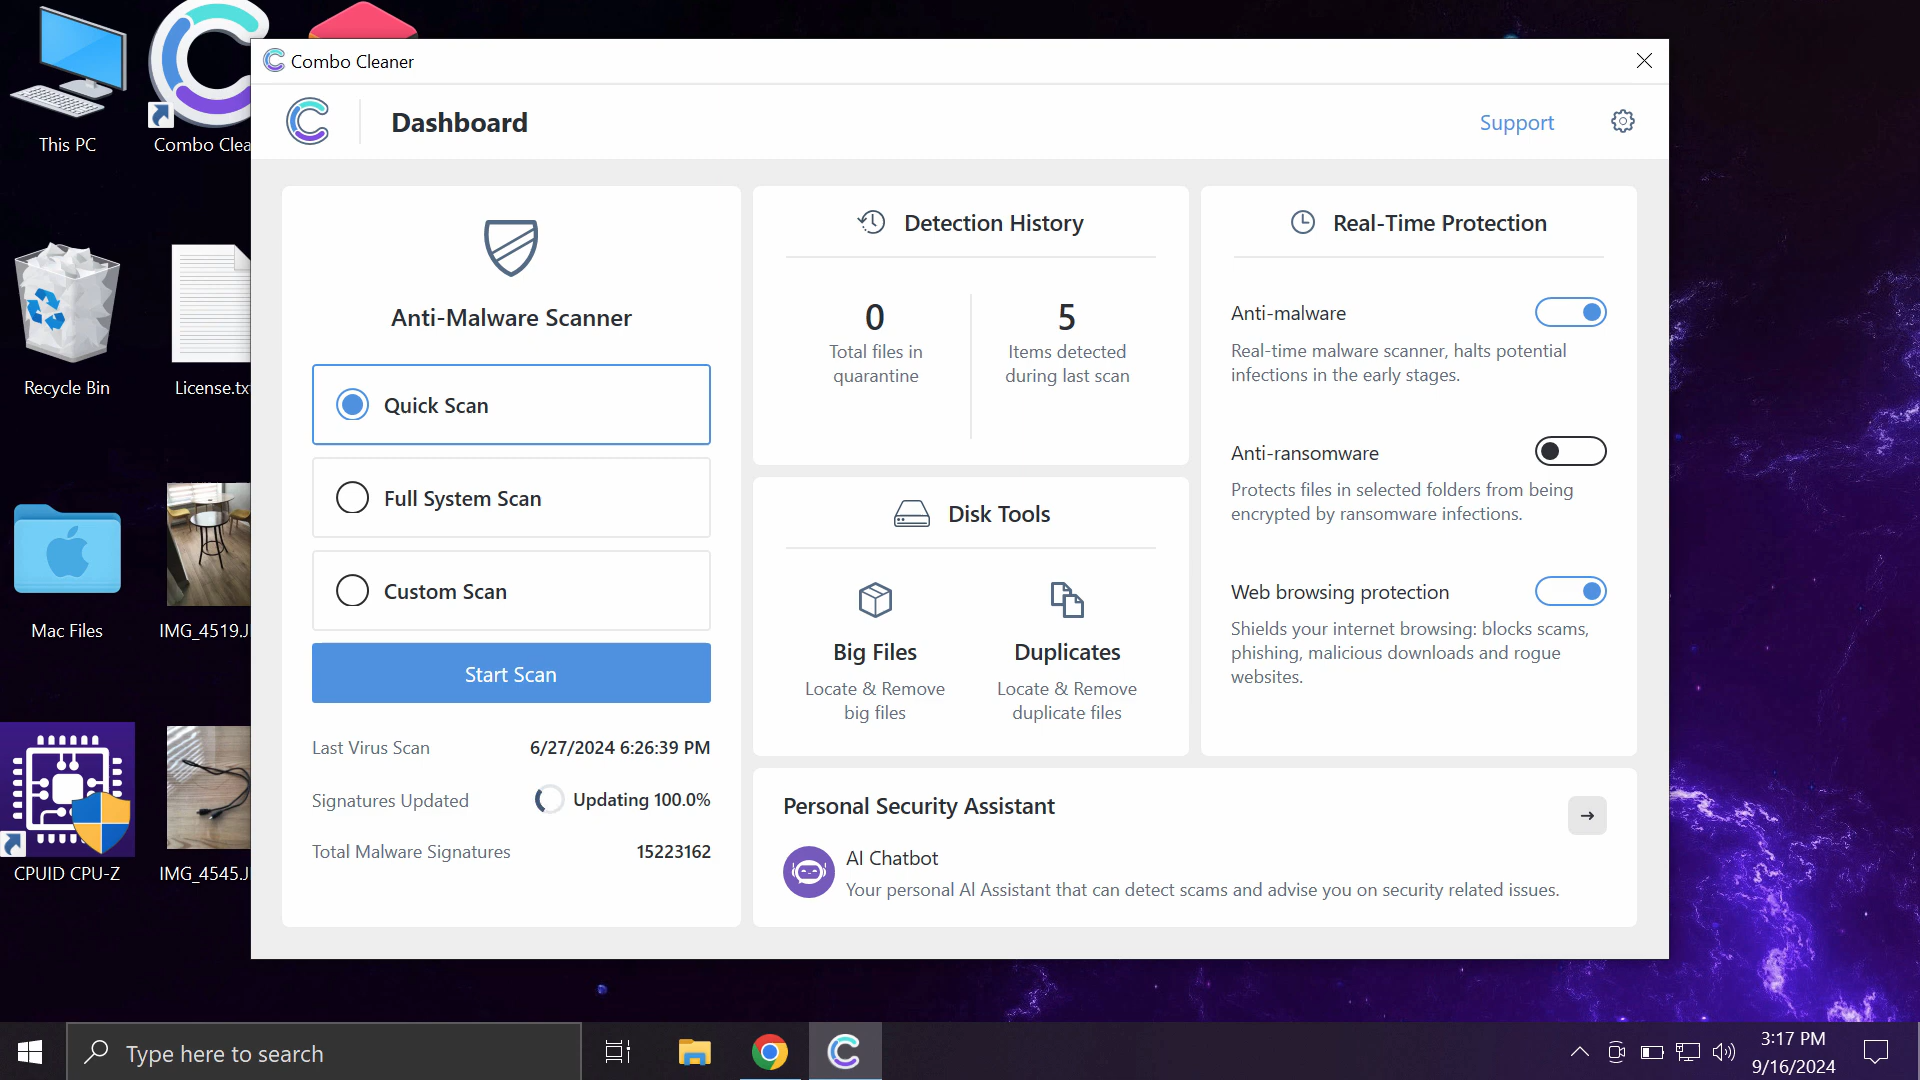 This PC
Combo Clea
Recycle Bin
License.tx
Mac Files
IMG_4519.J
CPUID CPU-Z
IMG_4545.J
Combo Cleaner
Dashboard
Support
Anti-Malware Scanner
Quick Scan
Full System Scan
Custom Scan
Start Scan
Last Virus Scan 6/27/2024 6:26:39 PM
Signatures Updated Updating 100.0%
Total Malware Signatures 15223162
Detection History
0
Total files in
quarantine
5
Items detected
during last scan
Disk Tools
Big Files
Locate & Remove
big files
Duplicates
Locate & Remove
duplicate files
Real-Time Protection
Anti-malware
Real-time malware scanner, halts potential
infections in the early stages.
Anti-ransomware
Protects files in selected folders from being
encrypted by ransomware infections.
Web browsing protection
Shields your internet browsing: blocks scams,
phishing, malicious downloads and rogue
websites.
Personal Security Assistant
AI Chatbot
Your personal AI Assistant that can detect scams and advise you on security related issues.
Type here to search
3:17 PM
9/16/2024